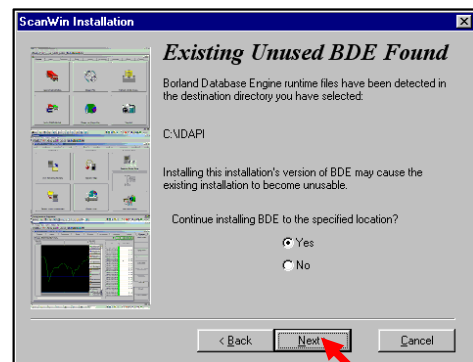 ScanWin Installation
Existing Unused BDE Found
Borland Database Engine runtime files have been detected in
the destination directory you have selected:
C:\IDAPI
Installing this installation's version of BDE may cause the
existing installation to become unusable.
Continue installing BDE to the specified location?
Yes
No
< Back
Next
Cancel